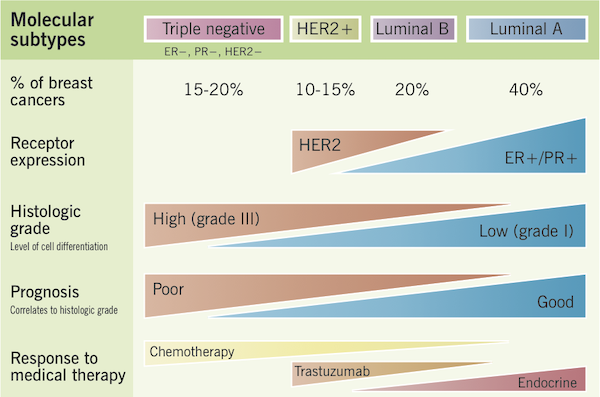 Molecular
subtypes
Triple negative
HER2+
Luminal B
Luminal A
ER−, PR−, HER2−
% of breast
cancers
15-20%
10-15%
20%
40%
Receptor
expression
HER2
ER+/PR+
Histologic
grade
Level of cell differentiation
High (grade III)
Low (grade I)
Prognosis
Correlates to histologic grade
Poor
Good
Response to
medical therapy
Chemotherapy
Trastuzumab
Endocrine